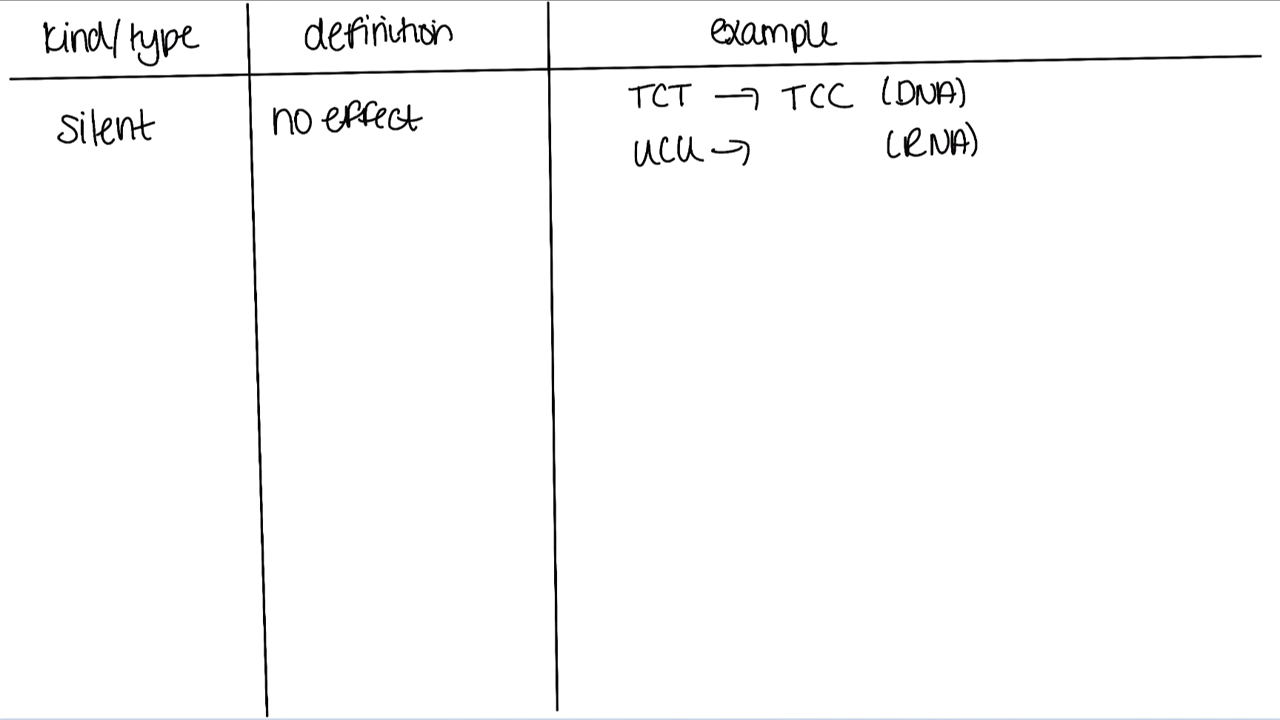 kind/type definition example
silent no effect TCT → TCC (DNA)
UCU → (RNA)